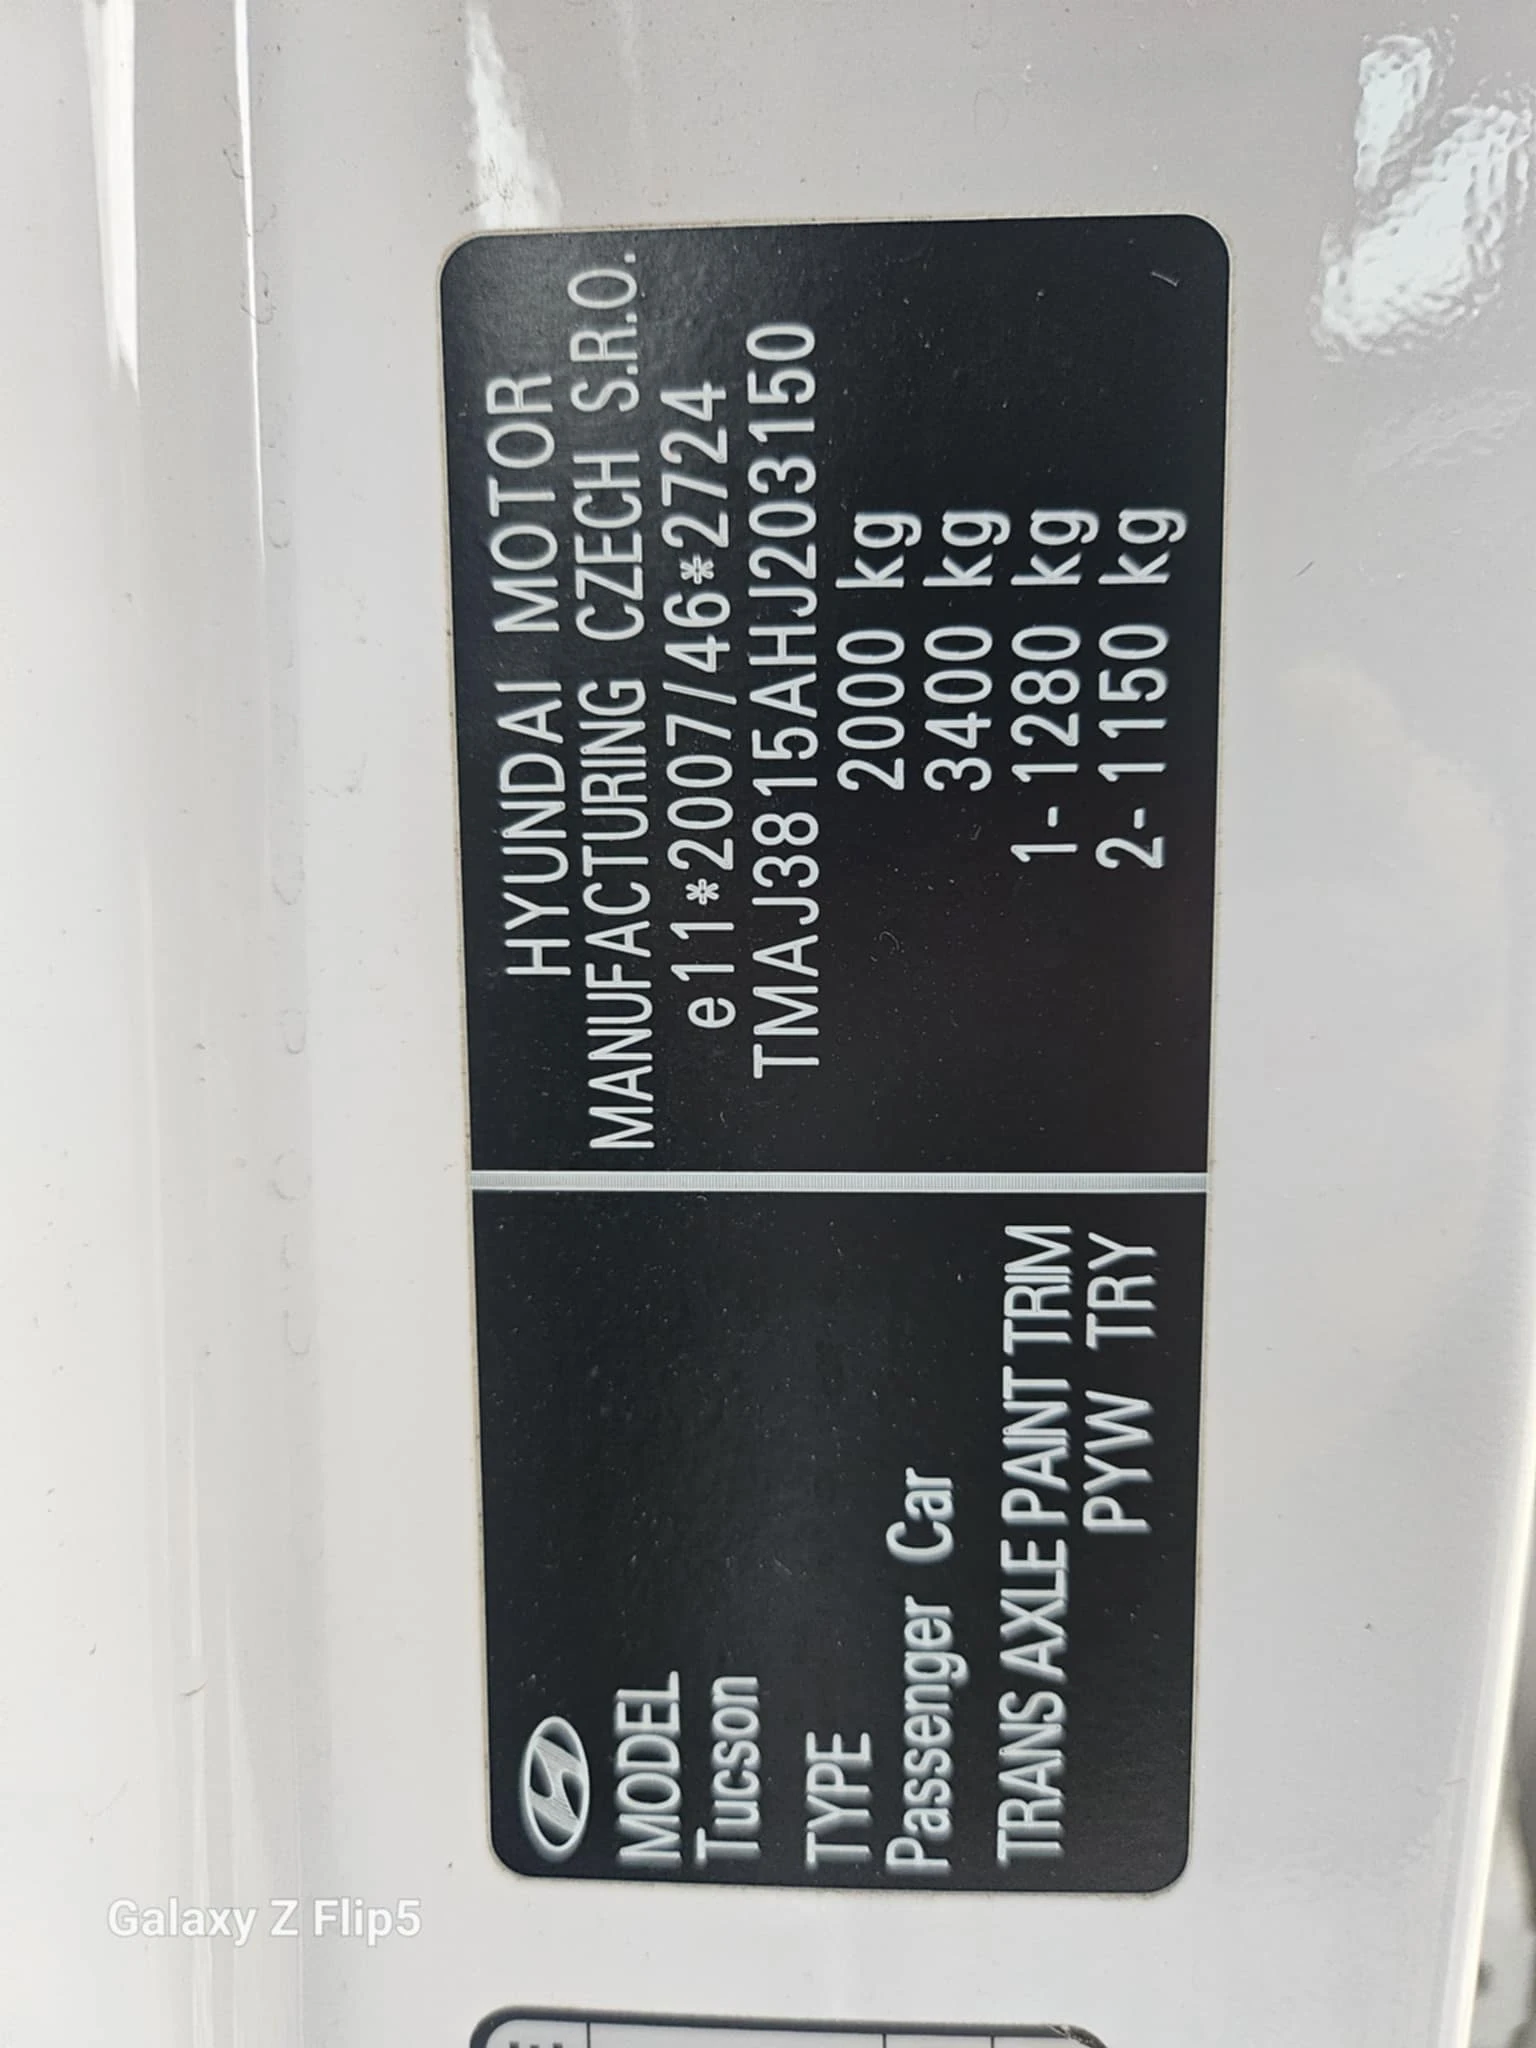 MODEL
Tucson
TYPE
Passenger Car
TRANS AXLE PAINT TRIM
PYW TRY
HYUNDAI MOTOR
MANUFACTURING CZECH S.R.O.
e11*2007/46*2724
TMAJ3815AHJ203150
2000 kg
3400 kg
1- 1280 kg
2- 1150 kg
Galaxy Z Flip5